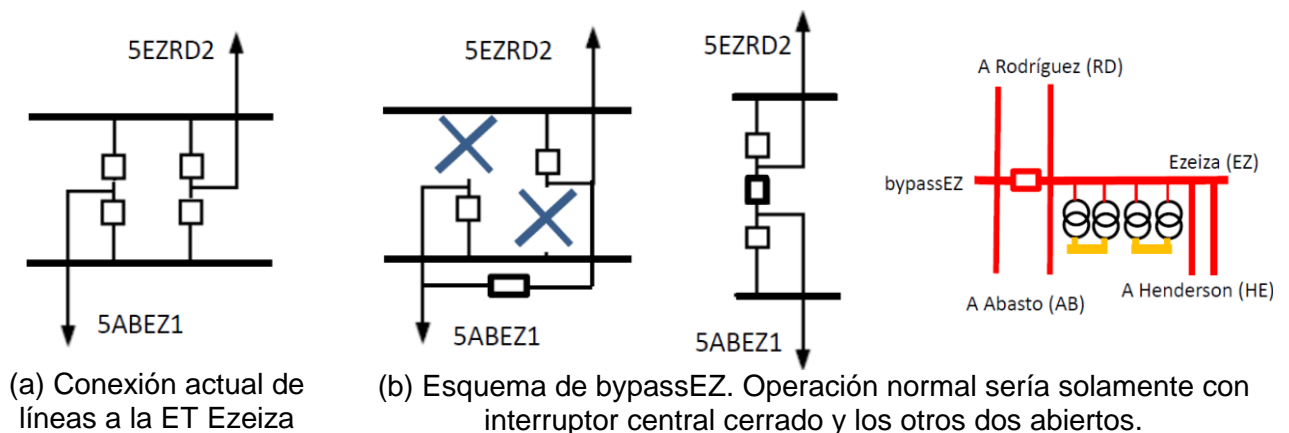 5EZRD2
5ABEZ1
5EZRD2
5ABEZ1
5EZRD2
5ABEZ1
A Rodríguez (RD)
Ezeiza (EZ)
bypassEZ
A Abasto (AB)
A Henderson (HE)
(a) Conexión actual de
líneas a la ET Ezeiza
(b) Esquema de bypassEZ. Operación normal sería solamente con
interruptor central cerrado y los otros dos abiertos.